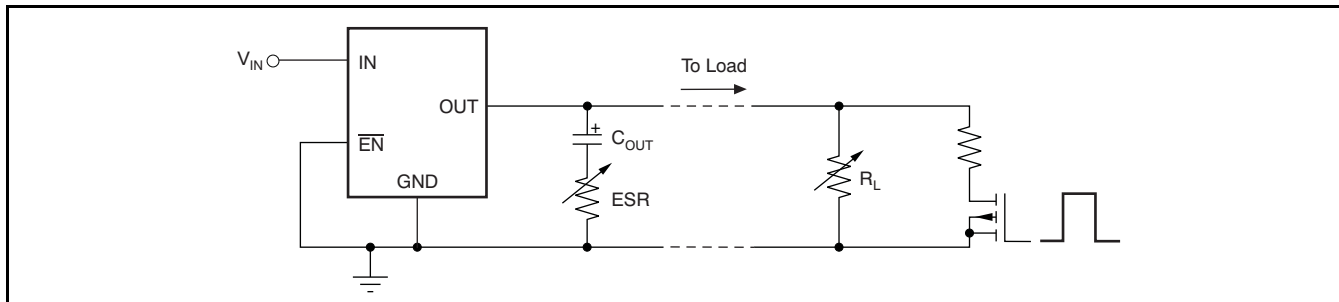 V_IN
IN
OUT
EN
GND
+
C_OUT
ESR
To Load
R_L